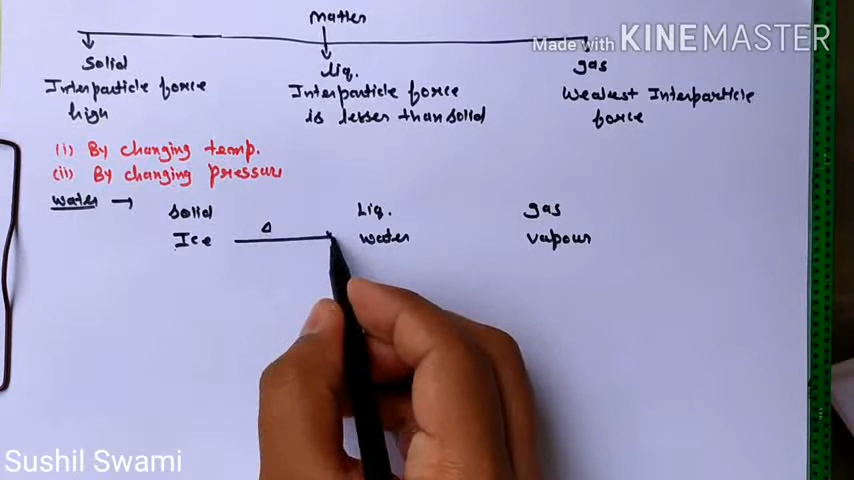 Matter
Made with KINEMASTER
Solid
Liq.
gas
Interparticle force
high
Interparticle force
is lesser than solid
Weakest Interparticle
force
(i) By changing temp.
(ii) By changing pressure
water →
Solid
Liq.
gas
Ice
Δ
water
vapour
Sushil Swami